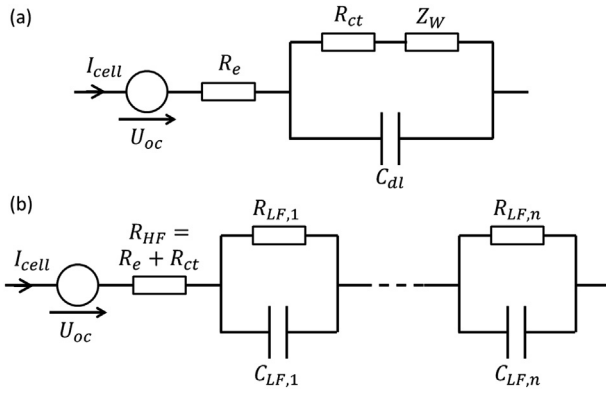 (a)
I_cell
U_oc
R_e
R_ct
Z_W
C_dl
(b)
I_cell
U_oc
R_HF =
R_e + R_ct
R_LF,1
C_LF,1
R_LF,n
C_LF,n